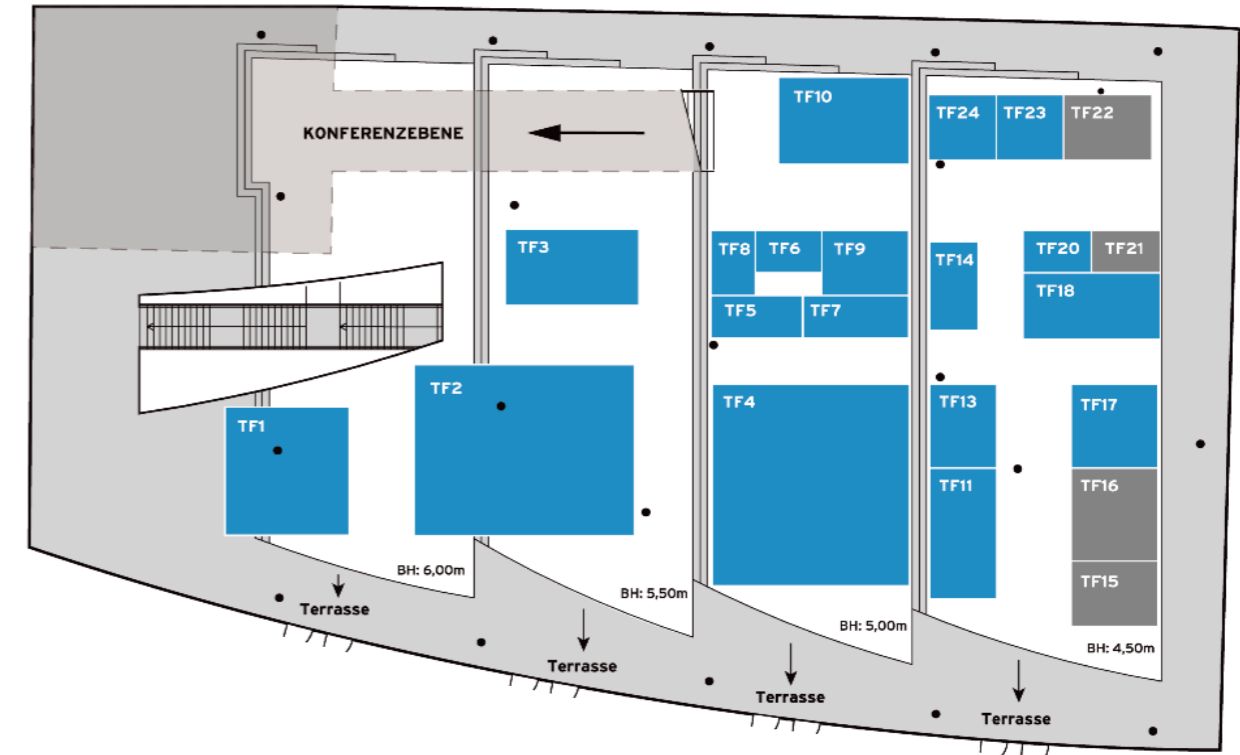 TF10
TF24
TF23
TF22
KONFERENZEBENE
TF3
TF8
TF6
TF9
TF14
TF20
TF21
TF18
TF5
TF7
TF2
TF4
TF13
TF17
TF1
TF11
TF16
TF15
BH: 6,00m
BH: 5,50m
BH: 5,00m
BH: 4,50m
Terrasse
Terrasse
Terrasse
Terrasse